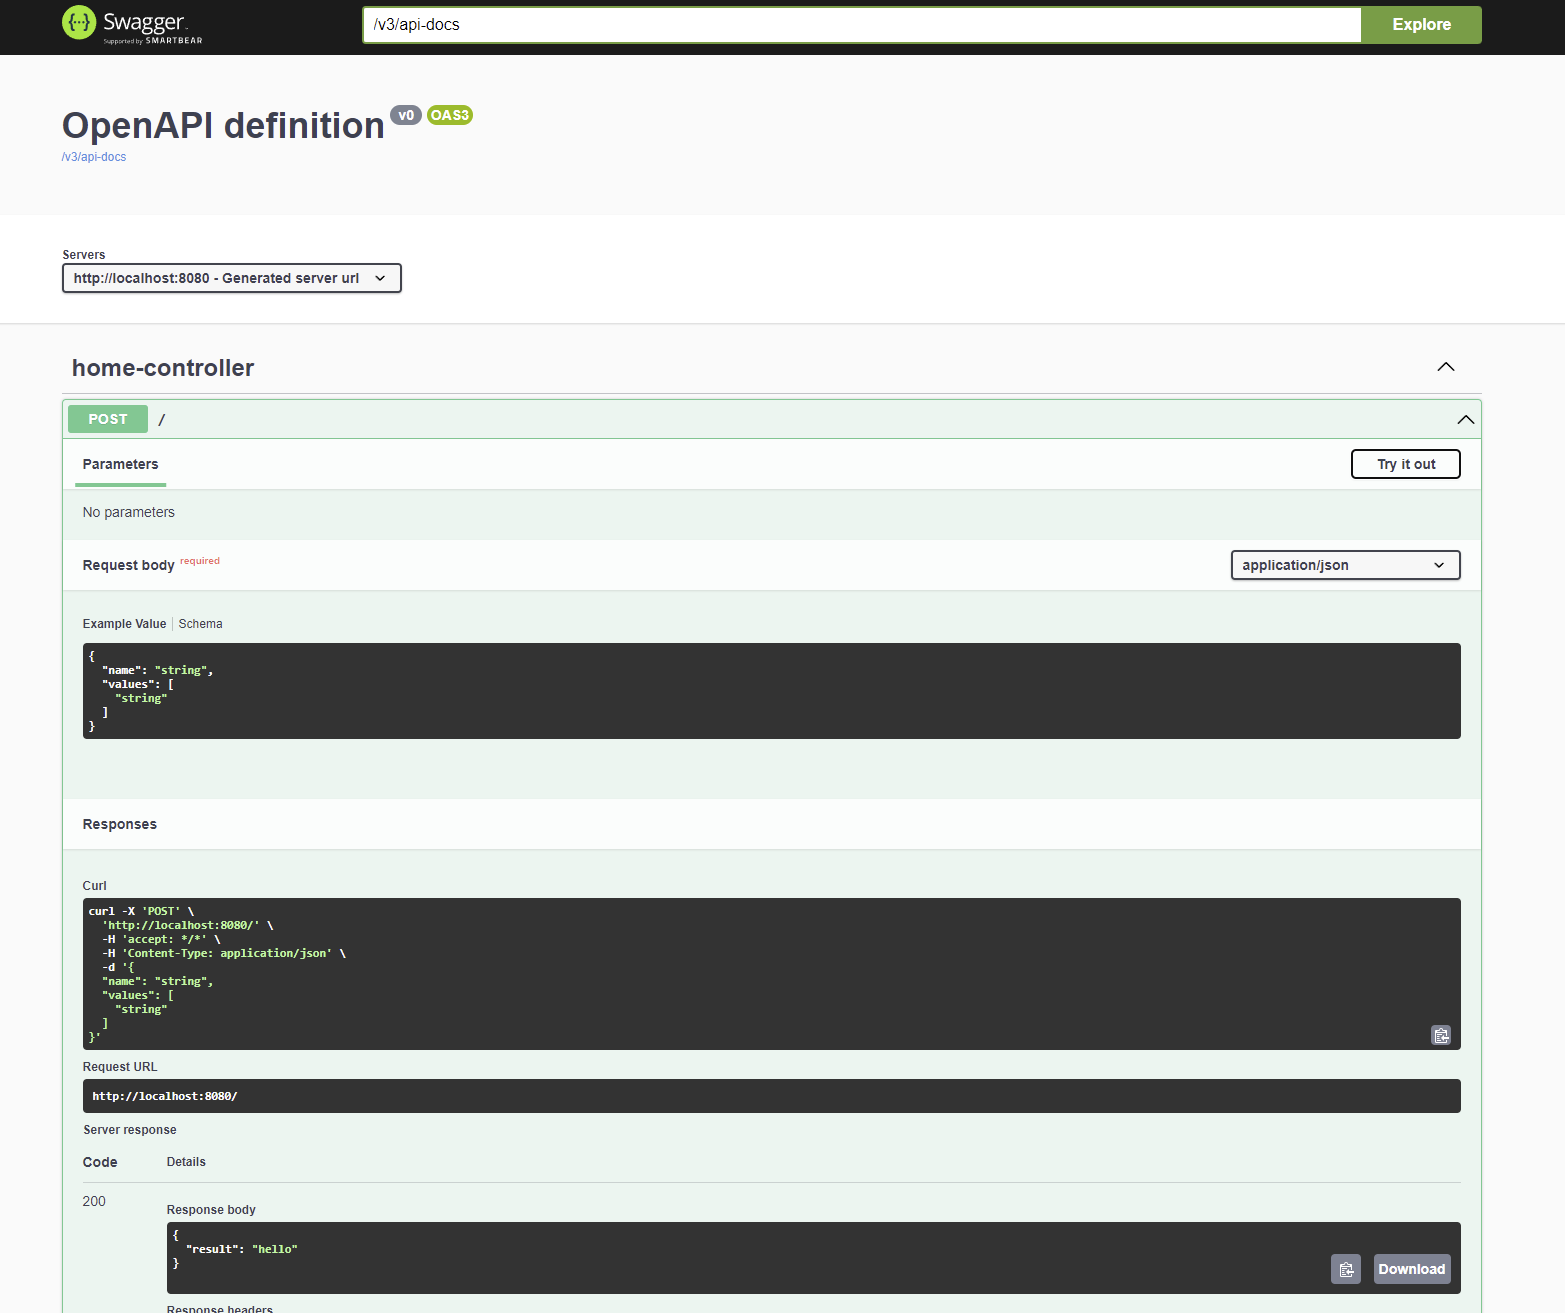 Swagger
Supported by SMARTBEAR
/v3/api-docs
Explore
OpenAPI definition v0 OAS3
/v3/api-docs
Servers
http://localhost:8080 - Generated server url
home-controller
POST /
Parameters
Try it out
No parameters
Request body required
application/json
Example Value Schema
{
  "name": "string",
  "values": [
    "string"
  ]
}
Responses
Curl
curl -X 'POST' \
  'http://localhost:8080/' \
  -H 'accept: */*' \
  -H 'Content-Type: application/json' \
  -d '{
  "name": "string",
  "values": [
    "string"
  ]
}'
Request URL
http://localhost:8080/
Server response
Code Details
200
Response body
{
  "result": "hello"
}
Download
Response headers